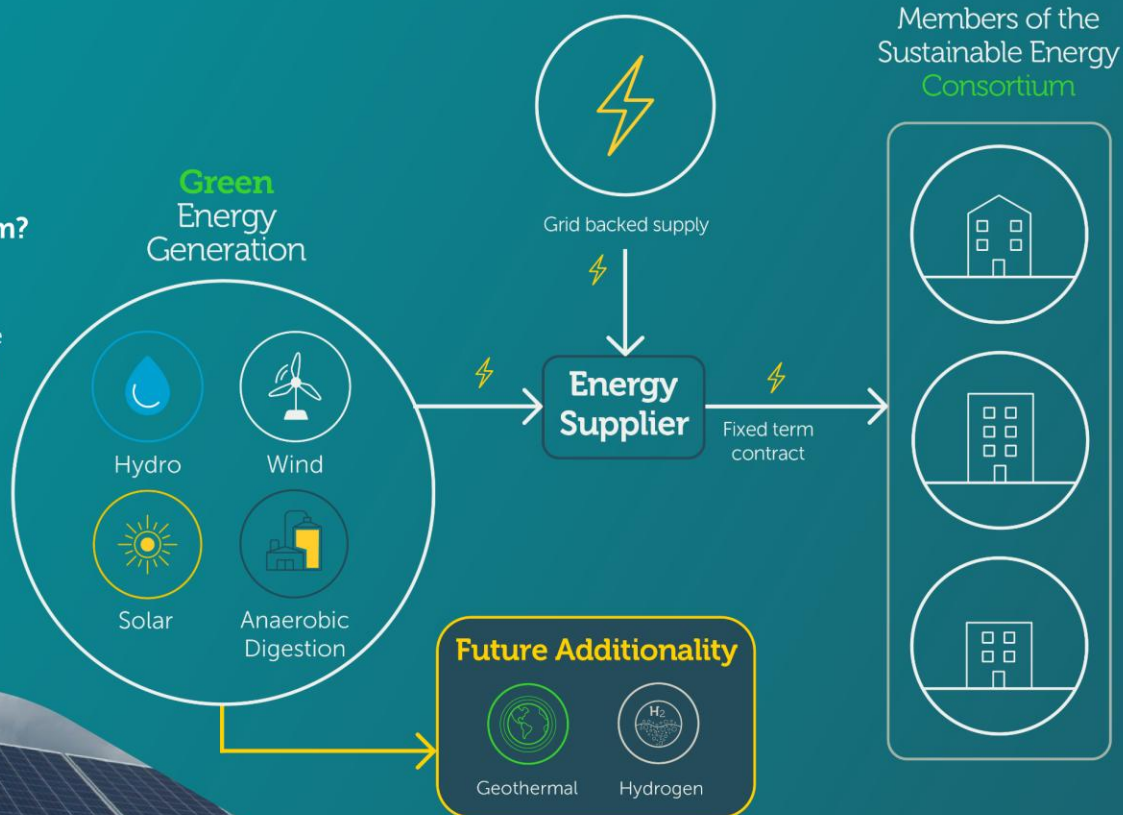 Members of the
Sustainable Energy
Consortium
Green
Energy
Generation
Grid backed supply
Energy
Supplier
Fixed term
contract
Hydro
Wind
Solar
Anaerobic
Digestion
Future Additionality
H₂
Geothermal
Hydrogen